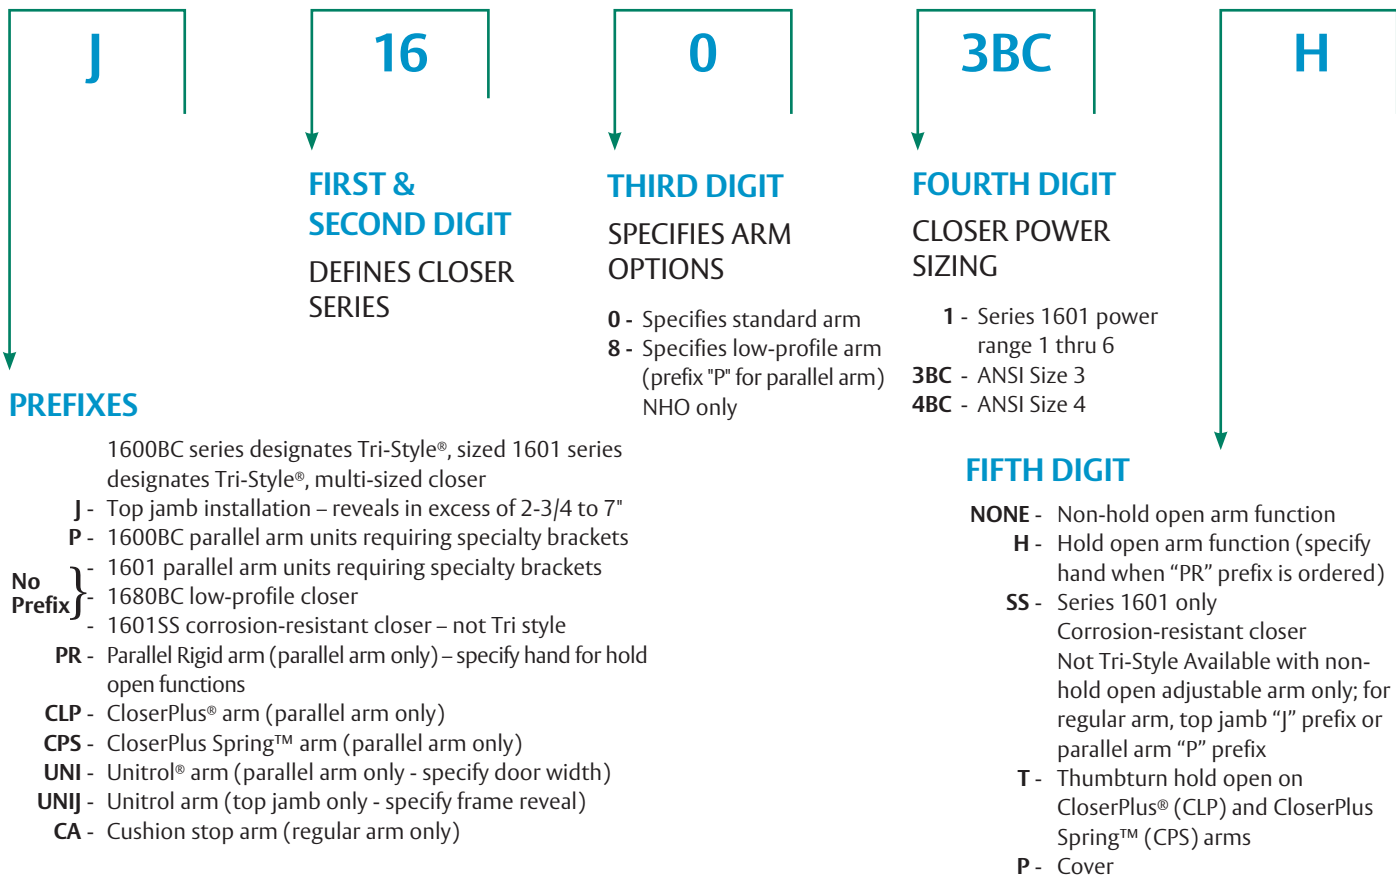 J
16
0
3BC
H
FIRST &
SECOND DIGIT
DEFINES CLOSER
SERIES
THIRD DIGIT
SPECIFIES ARM
OPTIONS
0 - Specifies standard arm
8 - Specifies low-profile arm
(prefix "P" for parallel arm)
NHO only
FOURTH DIGIT
CLOSER POWER
SIZING
1 - Series 1601 power
range 1 thru 6
3BC - ANSI Size 3
4BC - ANSI Size 4
PREFIXES
1600BC series designates Tri-Style®, sized 1601 series
designates Tri-Style®, multi-sized closer
J - Top jamb installation – reveals in excess of 2-3/4 to 7"
P - 1600BC parallel arm units requiring specialty brackets
No
Prefix
- 1601 parallel arm units requiring specialty brackets
- 1680BC low-profile closer
- 1601SS corrosion-resistant closer – not Tri style
PR - Parallel Rigid arm (parallel arm only) – specify hand for hold
open functions
CLP - CloserPlus® arm (parallel arm only)
CPS - CloserPlus Spring™ arm (parallel arm only)
UNI - Unitrol® arm (parallel arm only - specify door width)
UNIJ - Unitrol arm (top jamb only - specify frame reveal)
CA - Cushion stop arm (regular arm only)
FIFTH DIGIT
NONE - Non-hold open arm function
H - Hold open arm function (specify
hand when “PR” prefix is ordered)
SS - Series 1601 only
Corrosion-resistant closer
Not Tri-Style Available with non-
hold open adjustable arm only; for
regular arm, top jamb “J” prefix or
parallel arm “P” prefix
T - Thumbturn hold open on
CloserPlus® (CLP) and CloserPlus
Spring™ (CPS) arms
P - Cover